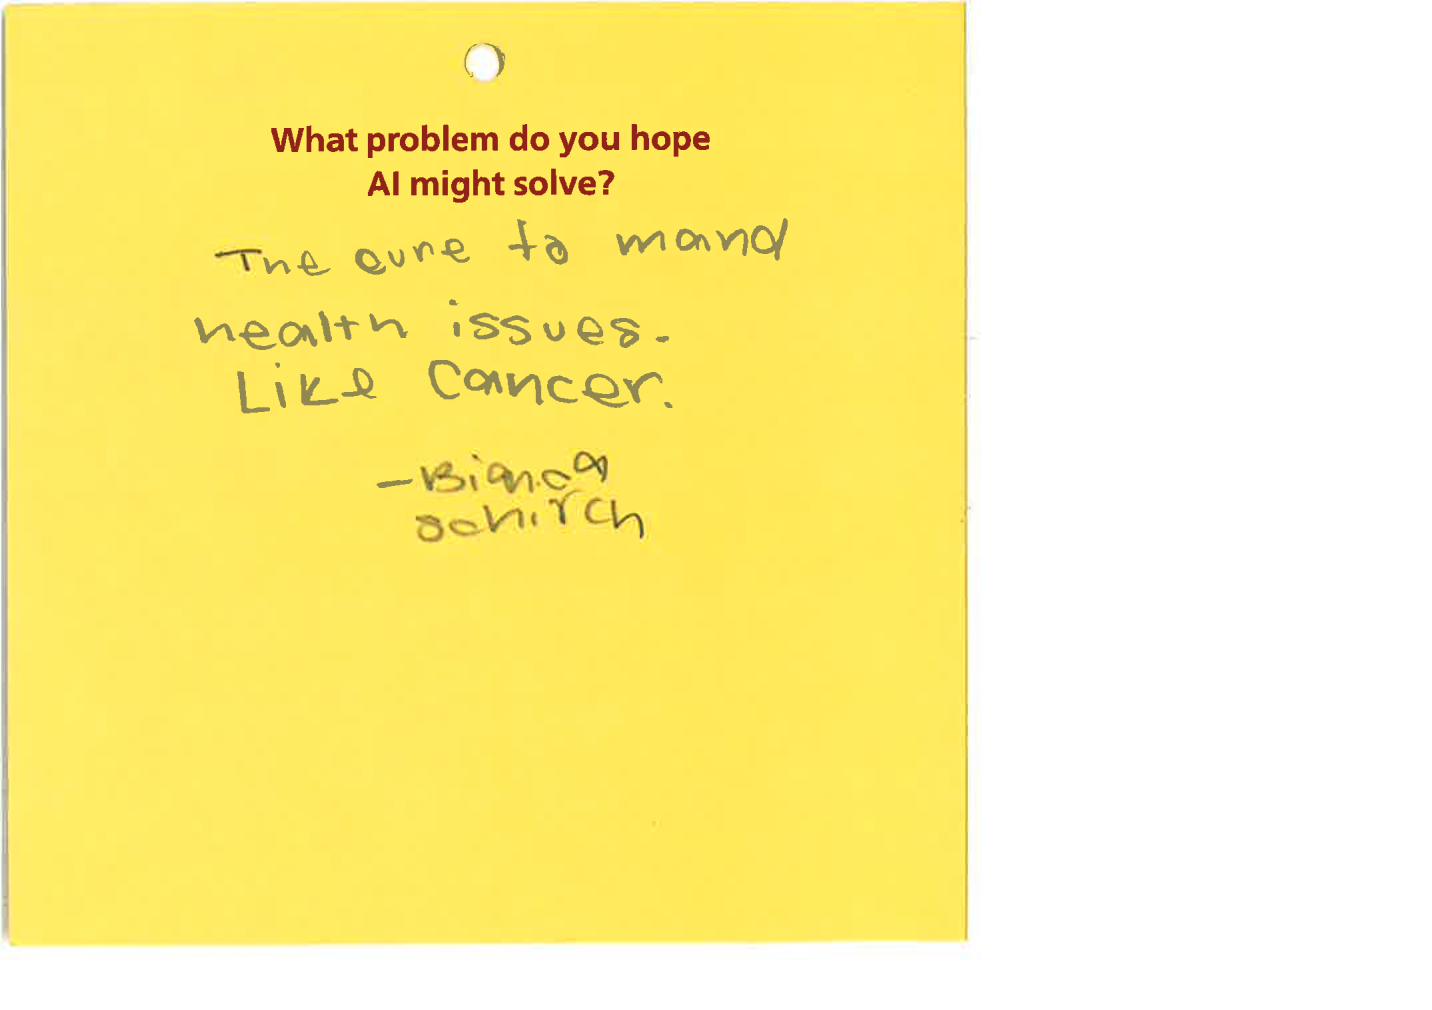 What problem do you hope
AI might solve?
The cure to mand
health issues.
Like Cancer.
-Bianca
Schirch